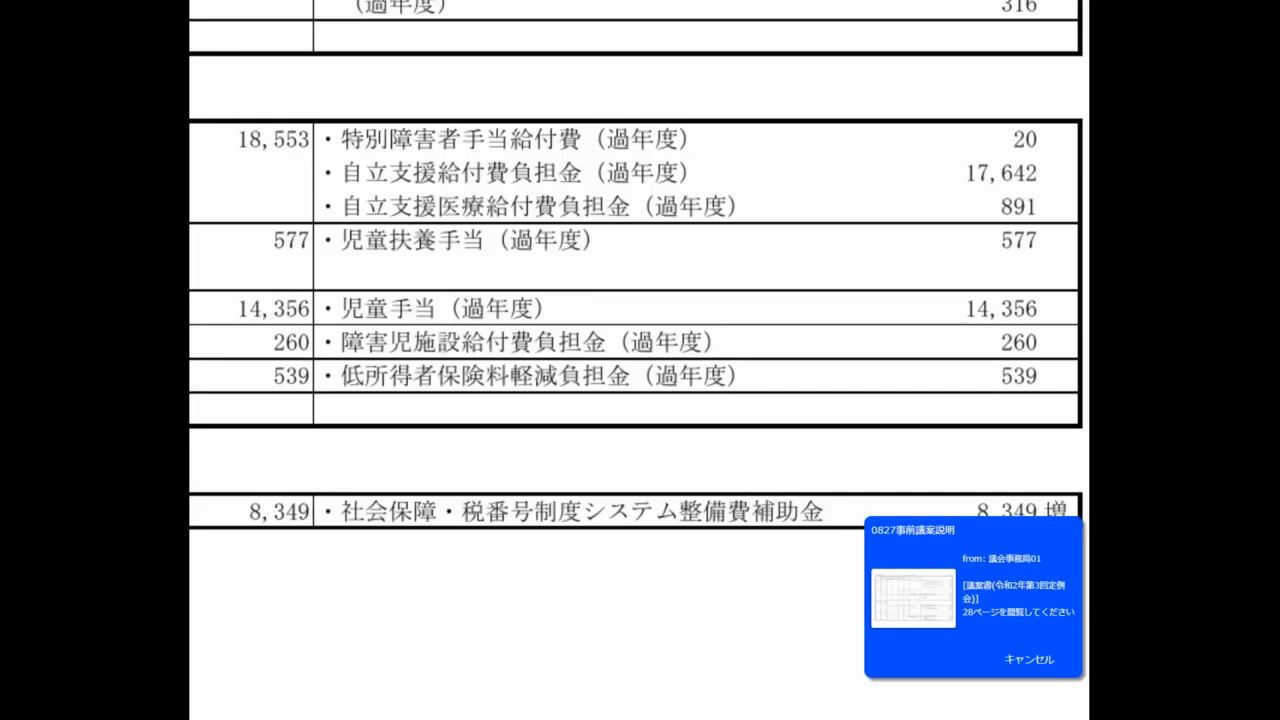 (過年度) 316
18,553 ・特別障害者手当給付費(過年度) 20
・自立支援給付費負担金(過年度) 17,642
・自立支援医療給付費負担金(過年度) 891
577 ・児童扶養手当(過年度) 577
14,356 ・児童手当(過年度) 14,356
260 ・障害児施設給付費負担金(過年度) 260
539 ・低所得者保険料軽減負担金(過年度) 539
8,349 ・社会保障・税番号制度システム整備費補助金 8,349 増
0827事前議案説明
from: 議会事務局01
[議案書(令和2年第3回定例
会)]
28ページを閲覧してください
キャンセル